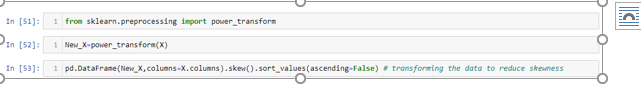 In [51]: 1 from sklearn.preprocessing import power_transform
In [52]: 1 New_X=power_transform(X)
In [53]: 1 pd.DataFrame(New_X,columns=X.columns).skew().sort_values(ascending=False) # transforming the data to reduce skewness